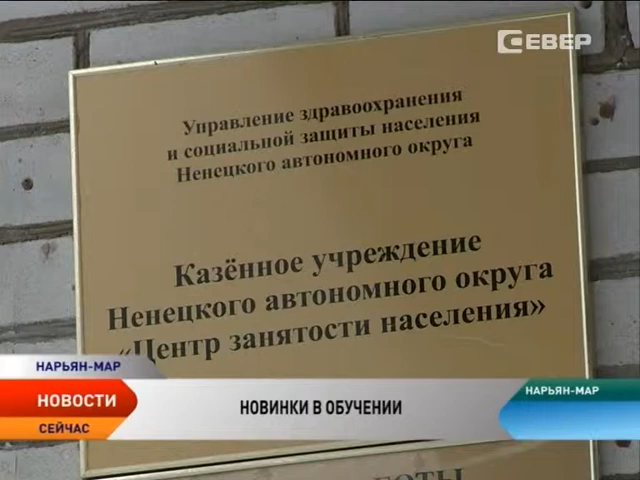 СЕВЕР
Управление здравоохранения
и социальной защиты населения
Ненецкого автономного округа
Казённое учреждение
Ненецкого автономного округа
«Центр занятости населения»
НАРЬЯН-МАР
НОВОСТИ
СЕЙЧАС
НОВИНКИ В ОБУЧЕНИИ
НАРЬЯН-МАР